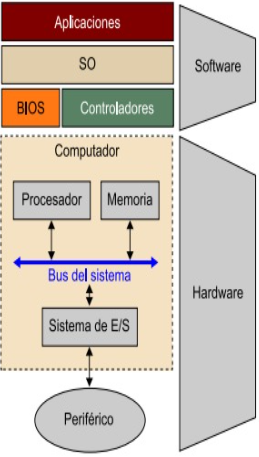 Aplicaciones
SO
Software
BIOS
Controladores
Computador
Procesador
Memoria
Bus del sistema
Hardware
Sistema de E/S
Periférico